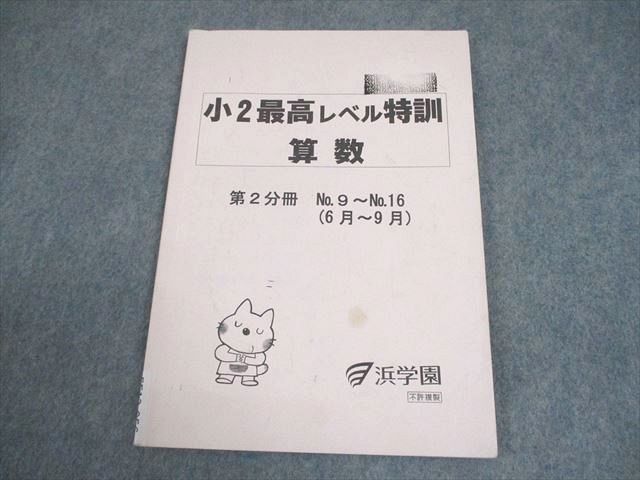 小2最高レベル特訓
算数
第2分冊 No.9～No.16
(6月～9月)
浜学園
不許複製